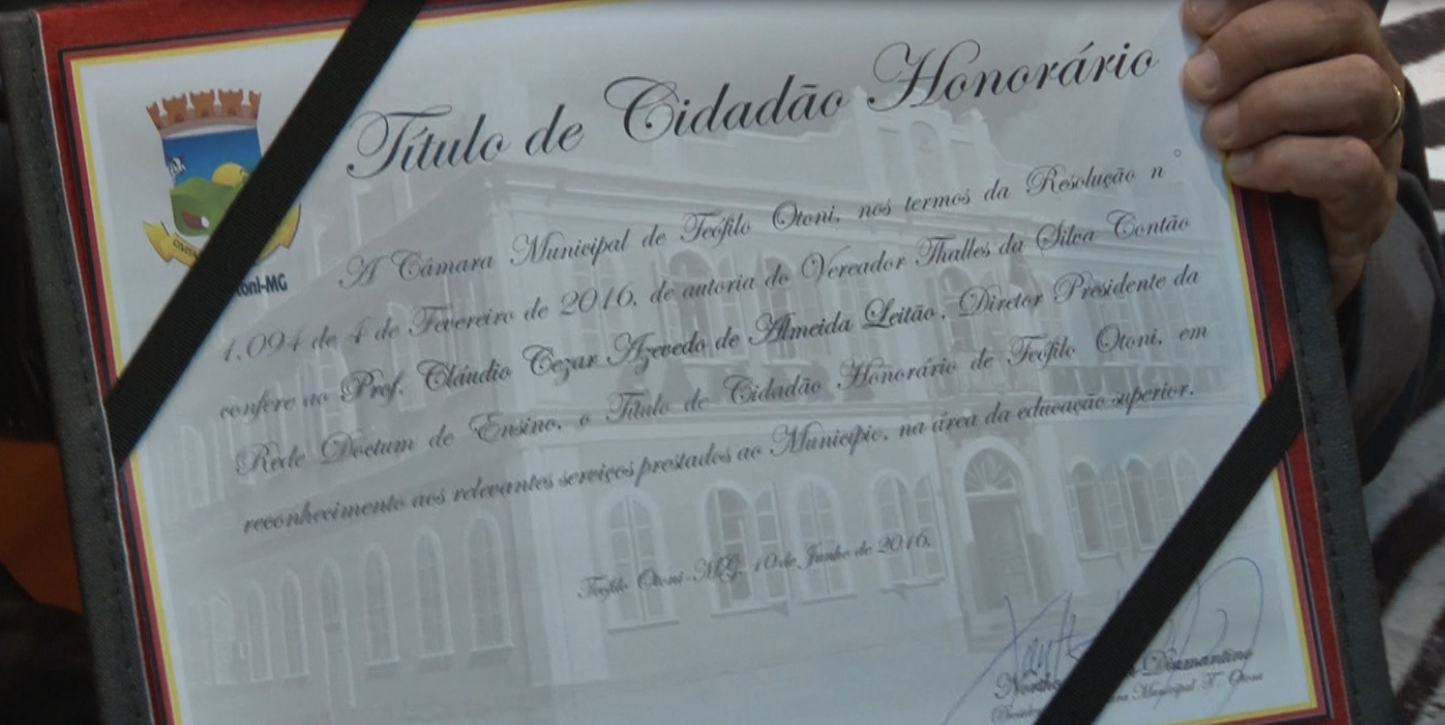 Título de Cidadão Honorário
oni-MG
A Câmara Municipal de Teófilo Otoni, nos termos da Resolução n°
1.094 de 4 de Fevereiro de 2016, de autoria do Vereador Thalles da Silva Contão
confere ao Prof. Cláudio Cezar Azevedo de Almeida Leitão, Diretor Presidente da
Rede Doctum de Ensino, o Título de Cidadão Honorário de Teófilo Otoni, em
reconhecimento aos relevantes serviços prestados ao Município, na área da educação superior.
Teófilo Otoni-MG, 10 de Junho de 2016.
Diamantino
Municipal T. Otoni